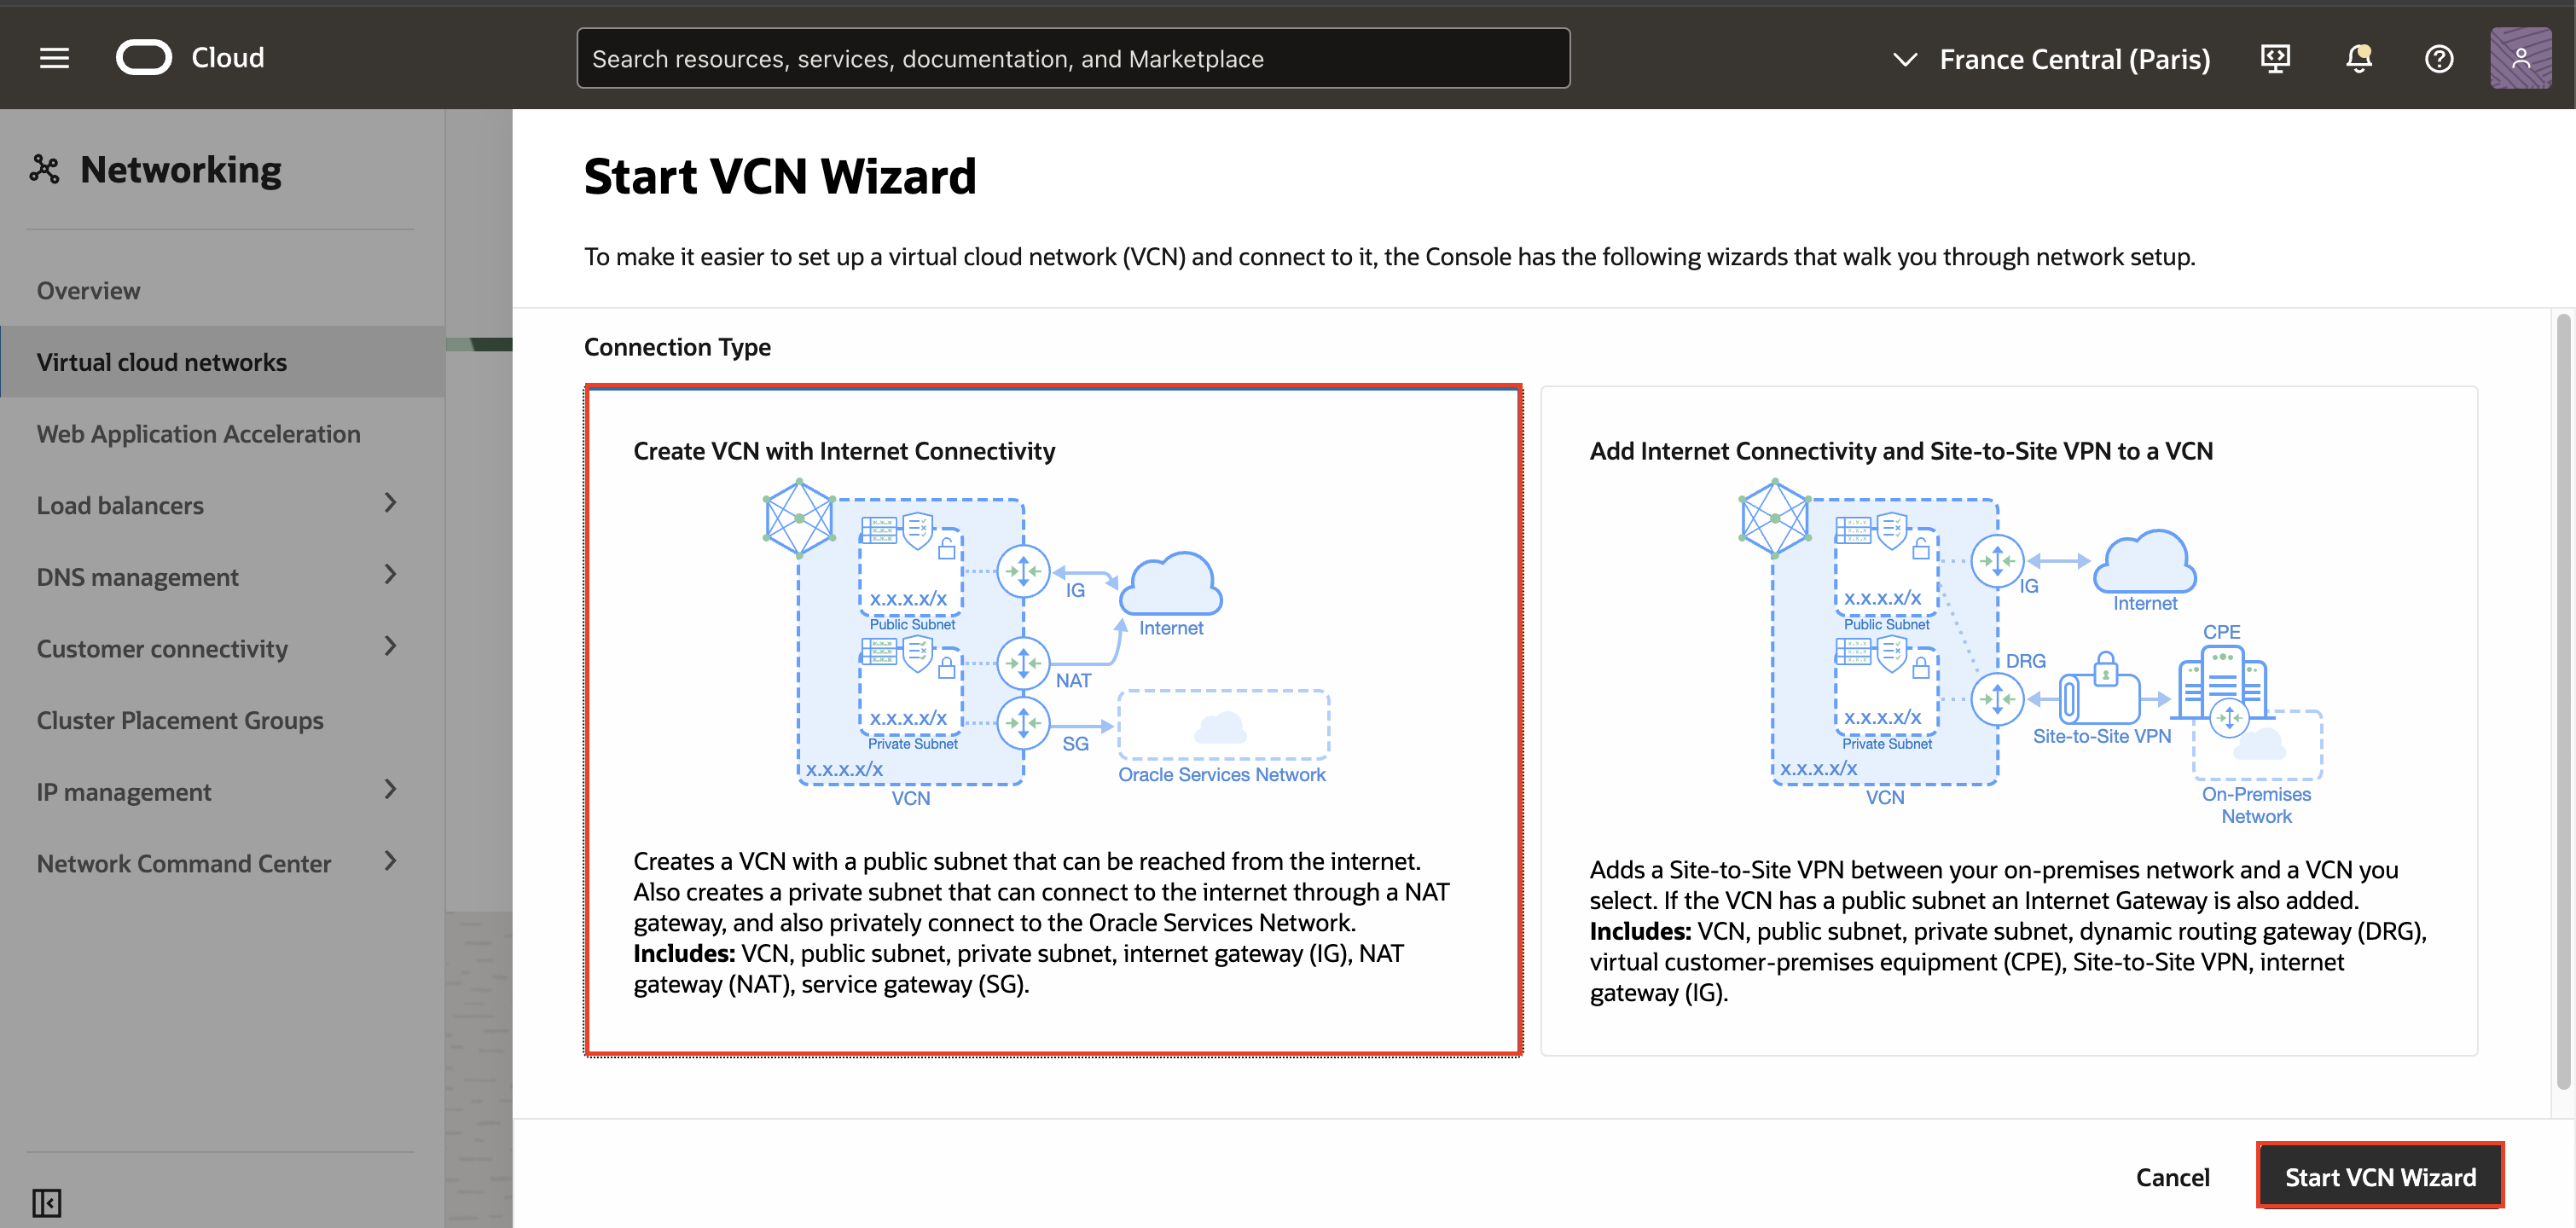 Cloud
Search resources, services, documentation, and Marketplace
France Central (Paris)
Networking
Overview
Virtual cloud networks
Web Application Acceleration
Load balancers
DNS management
Customer connectivity
Cluster Placement Groups
IP management
Network Command Center
Start VCN Wizard
To make it easier to set up a virtual cloud network (VCN) and connect to it, the Console has the following wizards that walk you through network setup.
Connection Type
Create VCN with Internet Connectivity
x.x.x.x/x
Public Subnet
IG
Internet
NAT
x.x.x.x/x
Private Subnet
SG
x.x.x.x/x
VCN
Oracle Services Network
Creates a VCN with a public subnet that can be reached from the internet.
Also creates a private subnet that can connect to the internet through a NAT
gateway, and also privately connect to the Oracle Services Network.
Includes: VCN, public subnet, private subnet, internet gateway (IG), NAT
gateway (NAT), service gateway (SG).
Add Internet Connectivity and Site-to-Site VPN to a VCN
x.x.x.x/x
Public Subnet
IG
Internet
CPE
DRG
x.x.x.x/x
Private Subnet
Site-to-Site VPN
x.x.x.x/x
VCN
On-Premises
Network
Adds a Site-to-Site VPN between your on-premises network and a VCN you
select. If the VCN has a public subnet an Internet Gateway is also added.
Includes: VCN, public subnet, private subnet, dynamic routing gateway (DRG),
virtual customer-premises equipment (CPE), Site-to-Site VPN, internet
gateway (IG).
Cancel
Start VCN Wizard